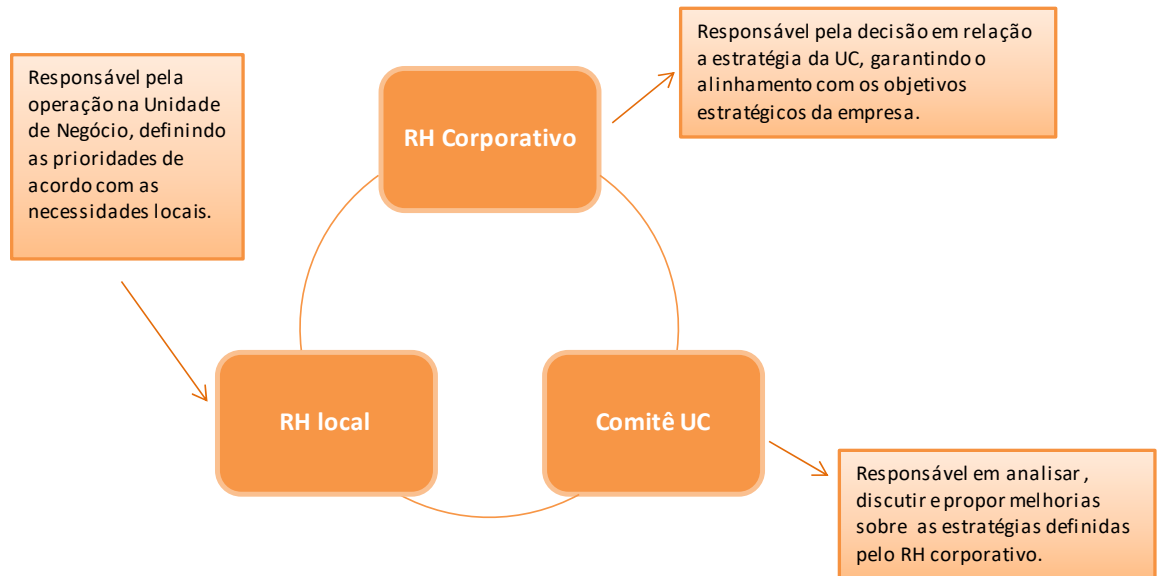 Responsável pela decisão em relação
a estratégia da UC, garantindo o
alinhamento com os objetivos
estratégicos da empresa.
Responsável pela
operação na Unidade
de Negócio, definindo
as prioridades de
acordo com as
necessidades locais.
RH Corporativo
RH local
Comitê UC
Responsável em analisar,
discutir e propor melhorias
sobre as estratégias definidas
pelo RH corporativo.